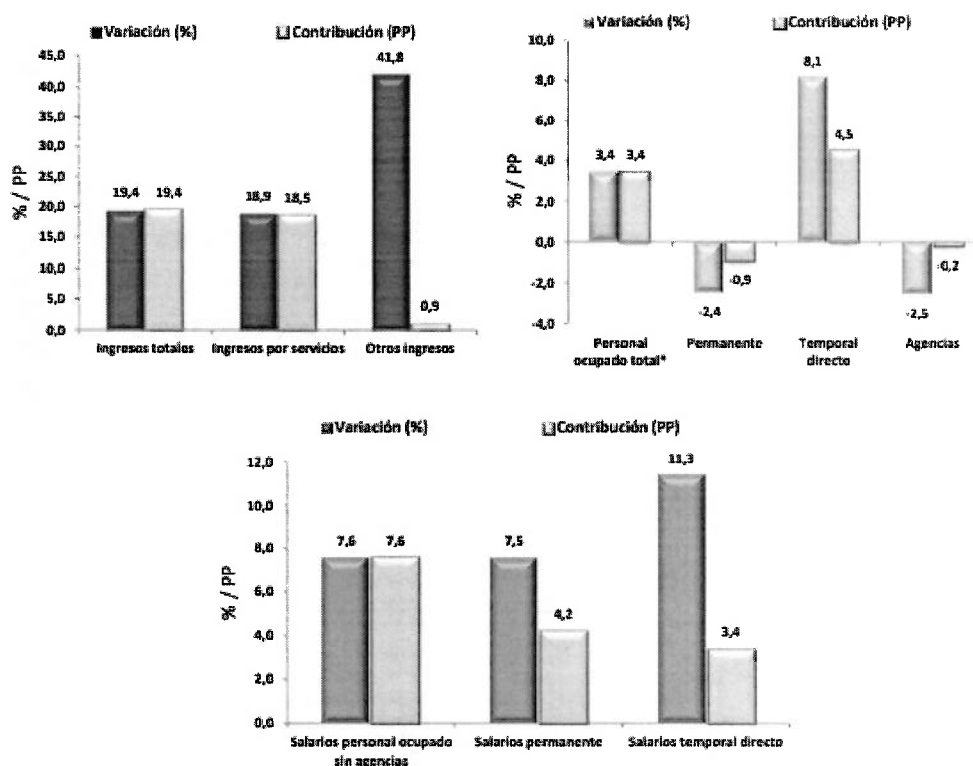 Variación (%) Contribución (PP)
45,0
40,0
35,0
30,0
25,0
20,0
15,0
10,0
5,0
0,0
% / PP
19,4 19,4 18,9 18,5 41,8 0,9
Ingresos totales Ingresos por servicios Otros ingresos
Variación (%) Contribución (PP)
10,0
8,0
6,0
4,0
2,0
0,0
-2,0
-4,0
% / PP
3,4 3,4 -2,4 -0,9 8,1 4,5 -2,5 -0,2
Personal Permanente Temporal Agencias
ocupado total* directo
Variación (%) Contribución (PP)
12,0
10,0
8,0
6,0
4,0
2,0
0,0
% / PP
7,6 7,6 7,5 4,2 11,3 3,4
Salarios personal ocupado Salarios permanente Salarios temporal directo
sin agencias